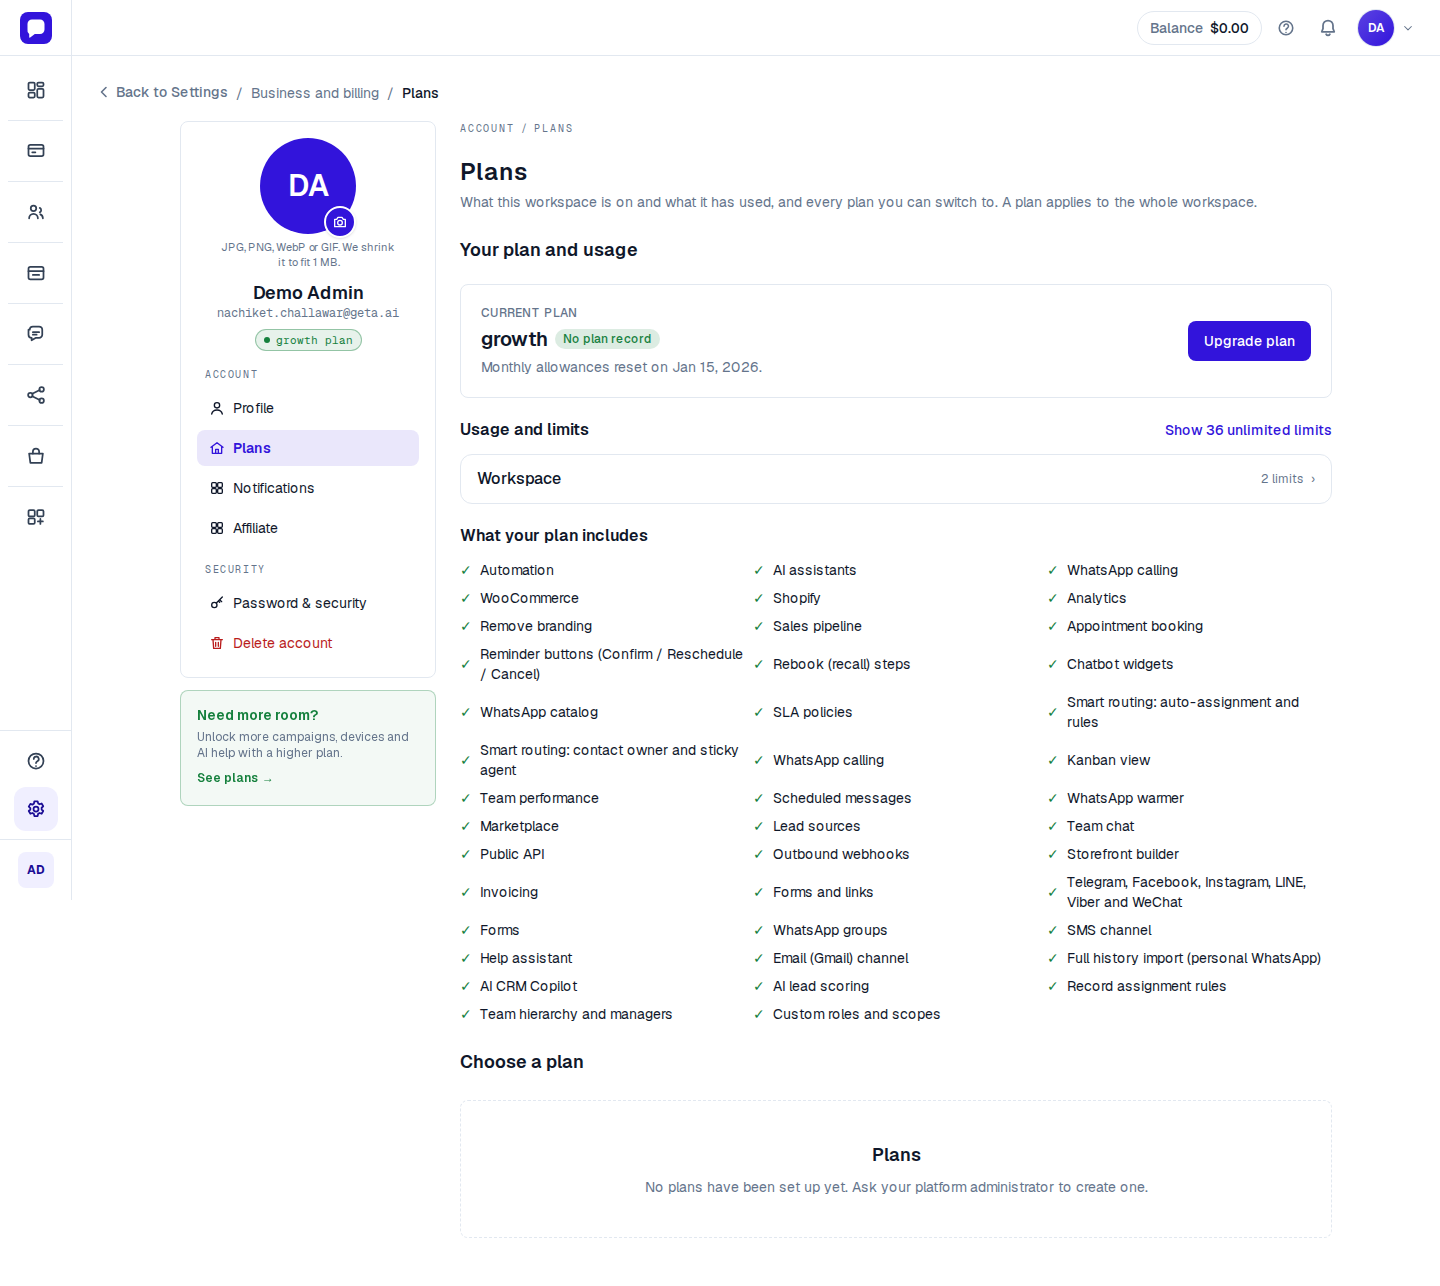 Balance $0.00
DA
Back to Settings / Business and billing / Plans
DA
JPG, PNG, WebP or GIF. We shrink
it to fit 1 MB.
Demo Admin
nachiket.challawar@geta.ai
growth plan
ACCOUNT
Profile
Plans
Notifications
Affiliate
SECURITY
Password & security
Delete account
Need more room?
Unlock more campaigns, devices and
AI help with a higher plan.
See plans →
AD
ACCOUNT / PLANS
Plans
What this workspace is on and what it has used, and every plan you can switch to. A plan applies to the whole workspace.
Your plan and usage
CURRENT PLAN
growth No plan record
Monthly allowances reset on Jan 15, 2026.
Upgrade plan
Usage and limits
Show 36 unlimited limits
Workspace
2 limits ›
What your plan includes
✓ Automation
✓ AI assistants
✓ WhatsApp calling
✓ WooCommerce
✓ Shopify
✓ Analytics
✓ Remove branding
✓ Sales pipeline
✓ Appointment booking
✓ Reminder buttons (Confirm / Reschedule
/ Cancel)
✓ Rebook (recall) steps
✓ Chatbot widgets
✓ WhatsApp catalog
✓ SLA policies
✓ Smart routing: auto-assignment and
rules
✓ Smart routing: contact owner and sticky
agent
✓ WhatsApp calling
✓ Kanban view
✓ Team performance
✓ Scheduled messages
✓ WhatsApp warmer
✓ Marketplace
✓ Lead sources
✓ Team chat
✓ Public API
✓ Outbound webhooks
✓ Storefront builder
✓ Invoicing
✓ Forms and links
✓ Telegram, Facebook, Instagram, LINE,
Viber and WeChat
✓ Forms
✓ WhatsApp groups
✓ SMS channel
✓ Help assistant
✓ Email (Gmail) channel
✓ Full history import (personal WhatsApp)
✓ AI CRM Copilot
✓ AI lead scoring
✓ Record assignment rules
✓ Team hierarchy and managers
✓ Custom roles and scopes
Choose a plan
Plans
No plans have been set up yet. Ask your platform administrator to create one.